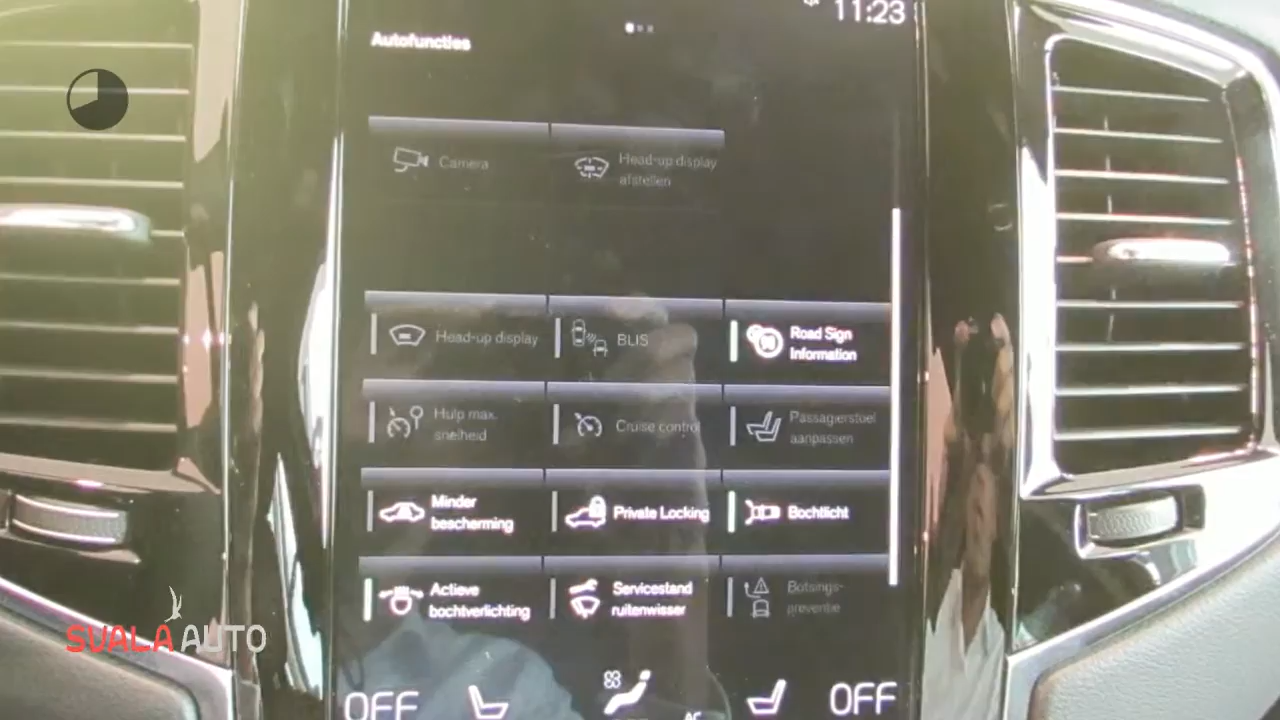 11:23
Autofuncties
Camera
Head-up display
afstellen
Head-up display
BLIS
Road Sign
Information
Hulp max.
snelheid
Cruise control
Passagierstoel
aanpassen
Minder
bescherming
Private Locking
Bochtlicht
Actieve
bochtverlichting
Servicestand
ruitenwisser
Botsings-
preventie
OFF
OFF
SVALA AUTO